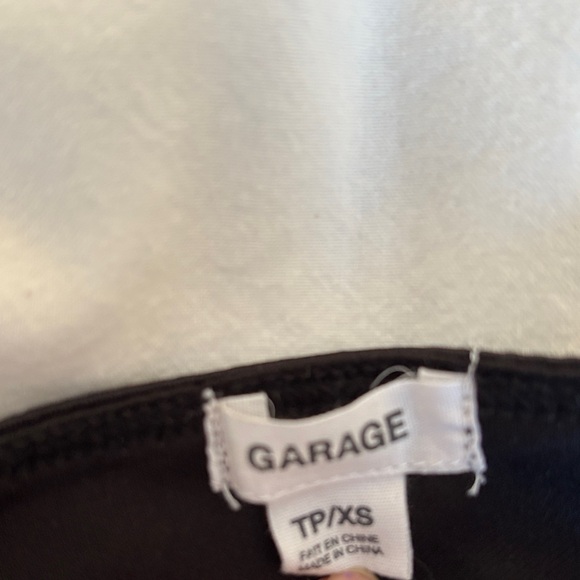 GARAGE
TP/XS
FAIT EN CHINE
MADE IN CHINA